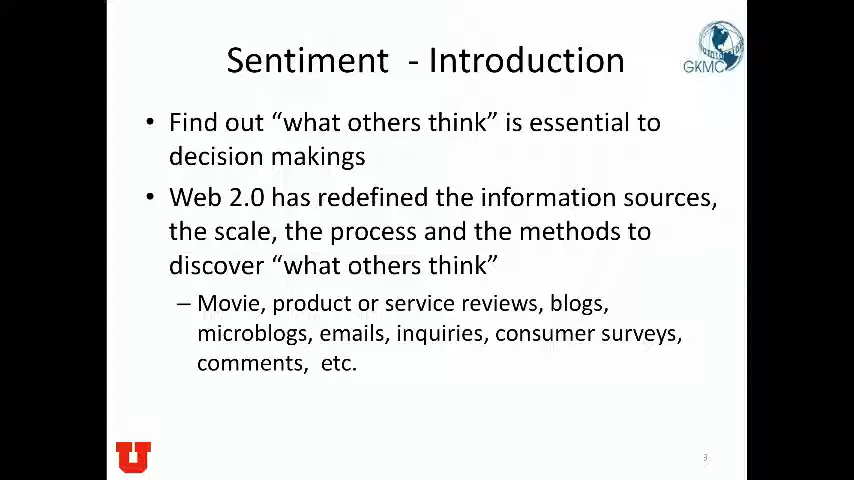 Sentiment - Introduction
GKMC
• Find out “what others think” is essential to
decision makings
• Web 2.0 has redefined the information sources,
the scale, the process and the methods to
discover “what others think”
– Movie, product or service reviews, blogs,
microblogs, emails, inquiries, consumer surveys,
comments, etc.
U
3